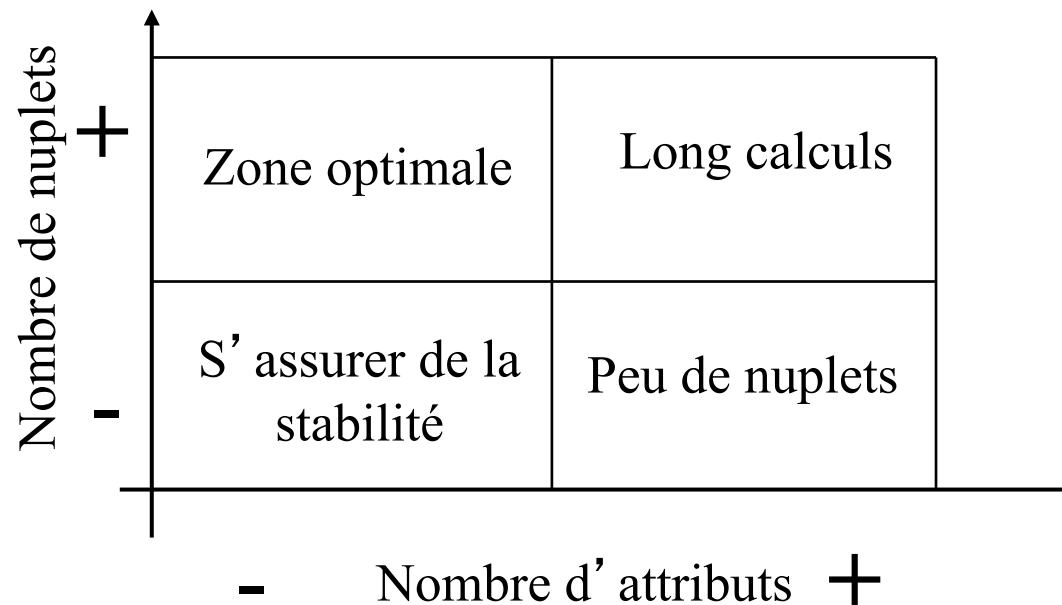 Nombre de nuplets
+
-
Zone optimale
Long calculs
S’ assurer de la
stabilité
Peu de nuplets
- Nombre d’ attributs +